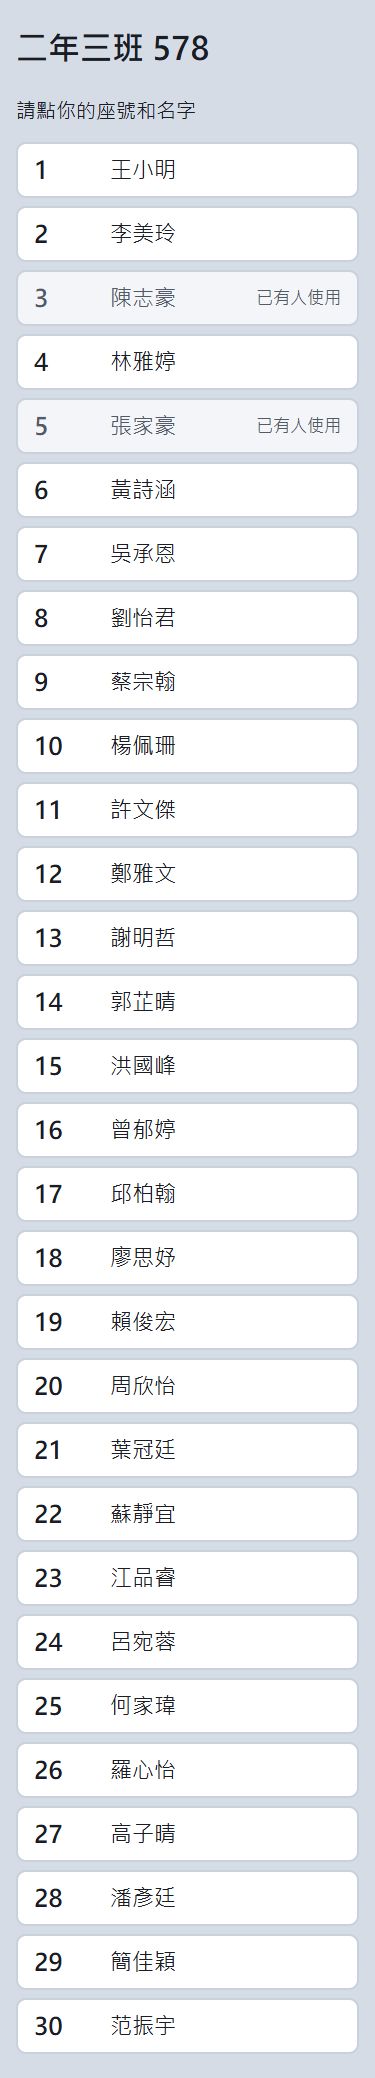 二年三班 578
請點你的座號和名字
1 王小明
2 李美玲
3 陳志豪 已有人使用
4 林雅婷
5 張家豪 已有人使用
6 黃詩涵
7 吳承恩
8 劉怡君
9 蔡宗翰
10 楊佩珊
11 許文傑
12 鄭雅文
13 謝明哲
14 郭芷晴
15 洪國峰
16 曾郁婷
17 邱柏翰
18 廖思妤
19 賴俊宏
20 周欣怡
21 葉冠廷
22 蘇靜宜
23 江品睿
24 呂宛蓉
25 何家瑋
26 羅心怡
27 高子晴
28 潘彥廷
29 簡佳穎
30 范振宇